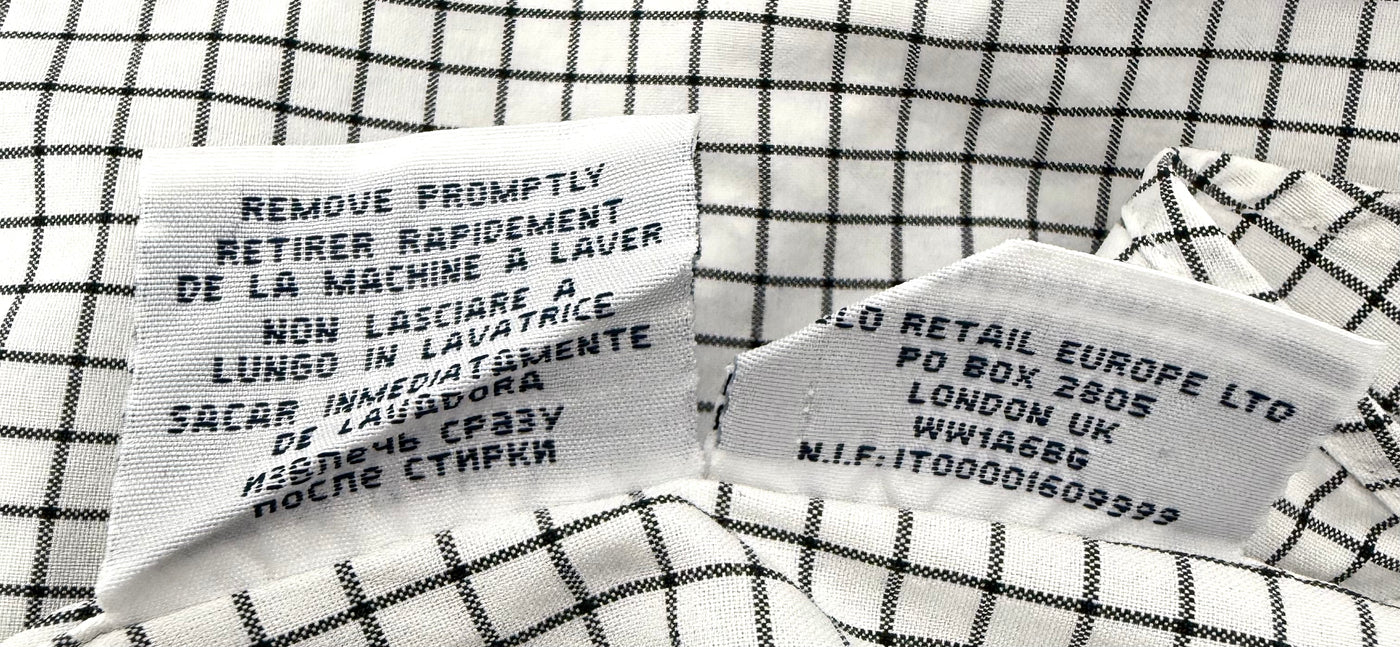 REMOVE PROMPTLY
RETIRER RAPIDEMENT
DE LA MACHINE A LAVER
NON LASCIARE A
LUNGO IN LAVATRICE
SACAR INMEDIATAMENTE
DE LAVADORA
ИЗВЛЕЧЬ СРАЗУ
ПОСЛЕ СТИРКИ
RETAIL EUROPE LTD
PO BOX 2805
LONDON UK
WW1A6BG
N.I.F: IT00001609999